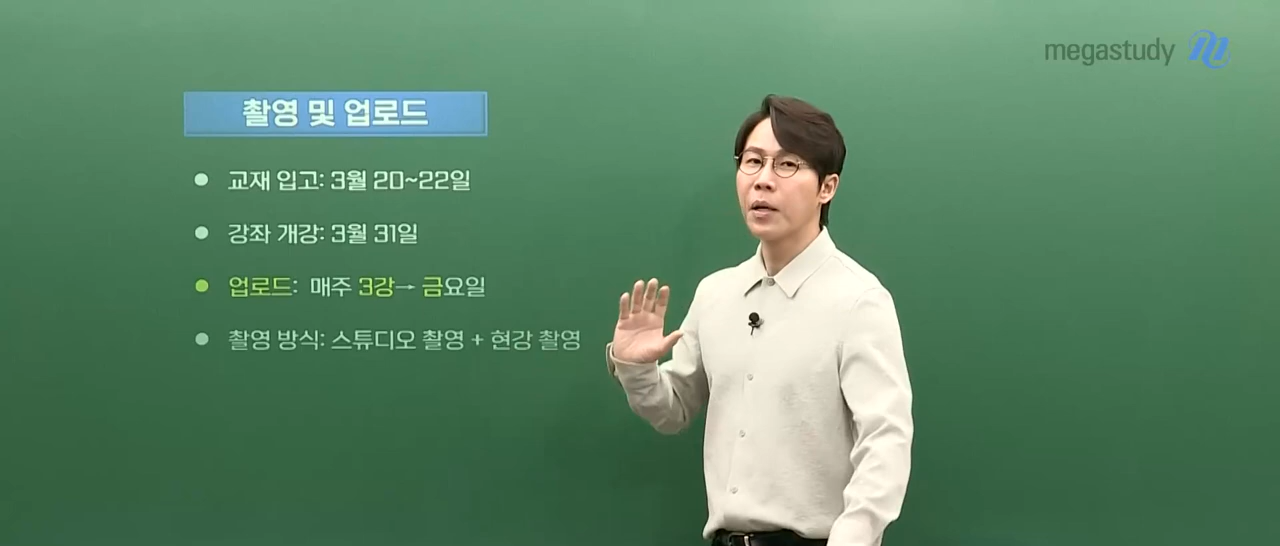 megastudy
촬영 및 업로드
교재 입고: 3월 20~22일
강좌 개강: 3월 31일
업로드: 매주 3강→ 금요일
촬영 방식: 스튜디오 촬영 + 현강 촬영